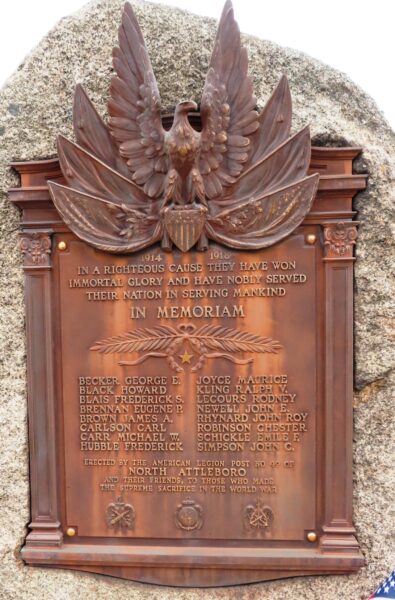 1914 1918
IN A RIGHTEOUS CAUSE THEY HAVE WON
IMMORTAL GLORY AND HAVE NOBLY SERVED
THEIR NATION IN SERVING MANKIND
IN MEMORIAM
BECKER GEORGE E.
BLACK HOWARD
BLAIS FREDERICK S.
BRENNAN EUGENE P.
BROWN JAMES A.
CARLSON CARL
CARR MICHAEL W.
HUBBLE FREDERICK
JOYCE MAURICE
KLING RALPH V.
LECOURS RODNEY
NEWELL JOHN E.
RHYNARD JOHN ROY
ROBINSON CHESTER
SCHICKLE EMILE F.
SIMPSON JOHN C.
ERECTED BY THE AMERICAN LEGION POST NO 49 OF
NORTH ATTLEBORO
AND THEIR FRIENDS, TO THOSE WHO MADE
THE SUPREME SACRIFICE IN THE WORLD WAR